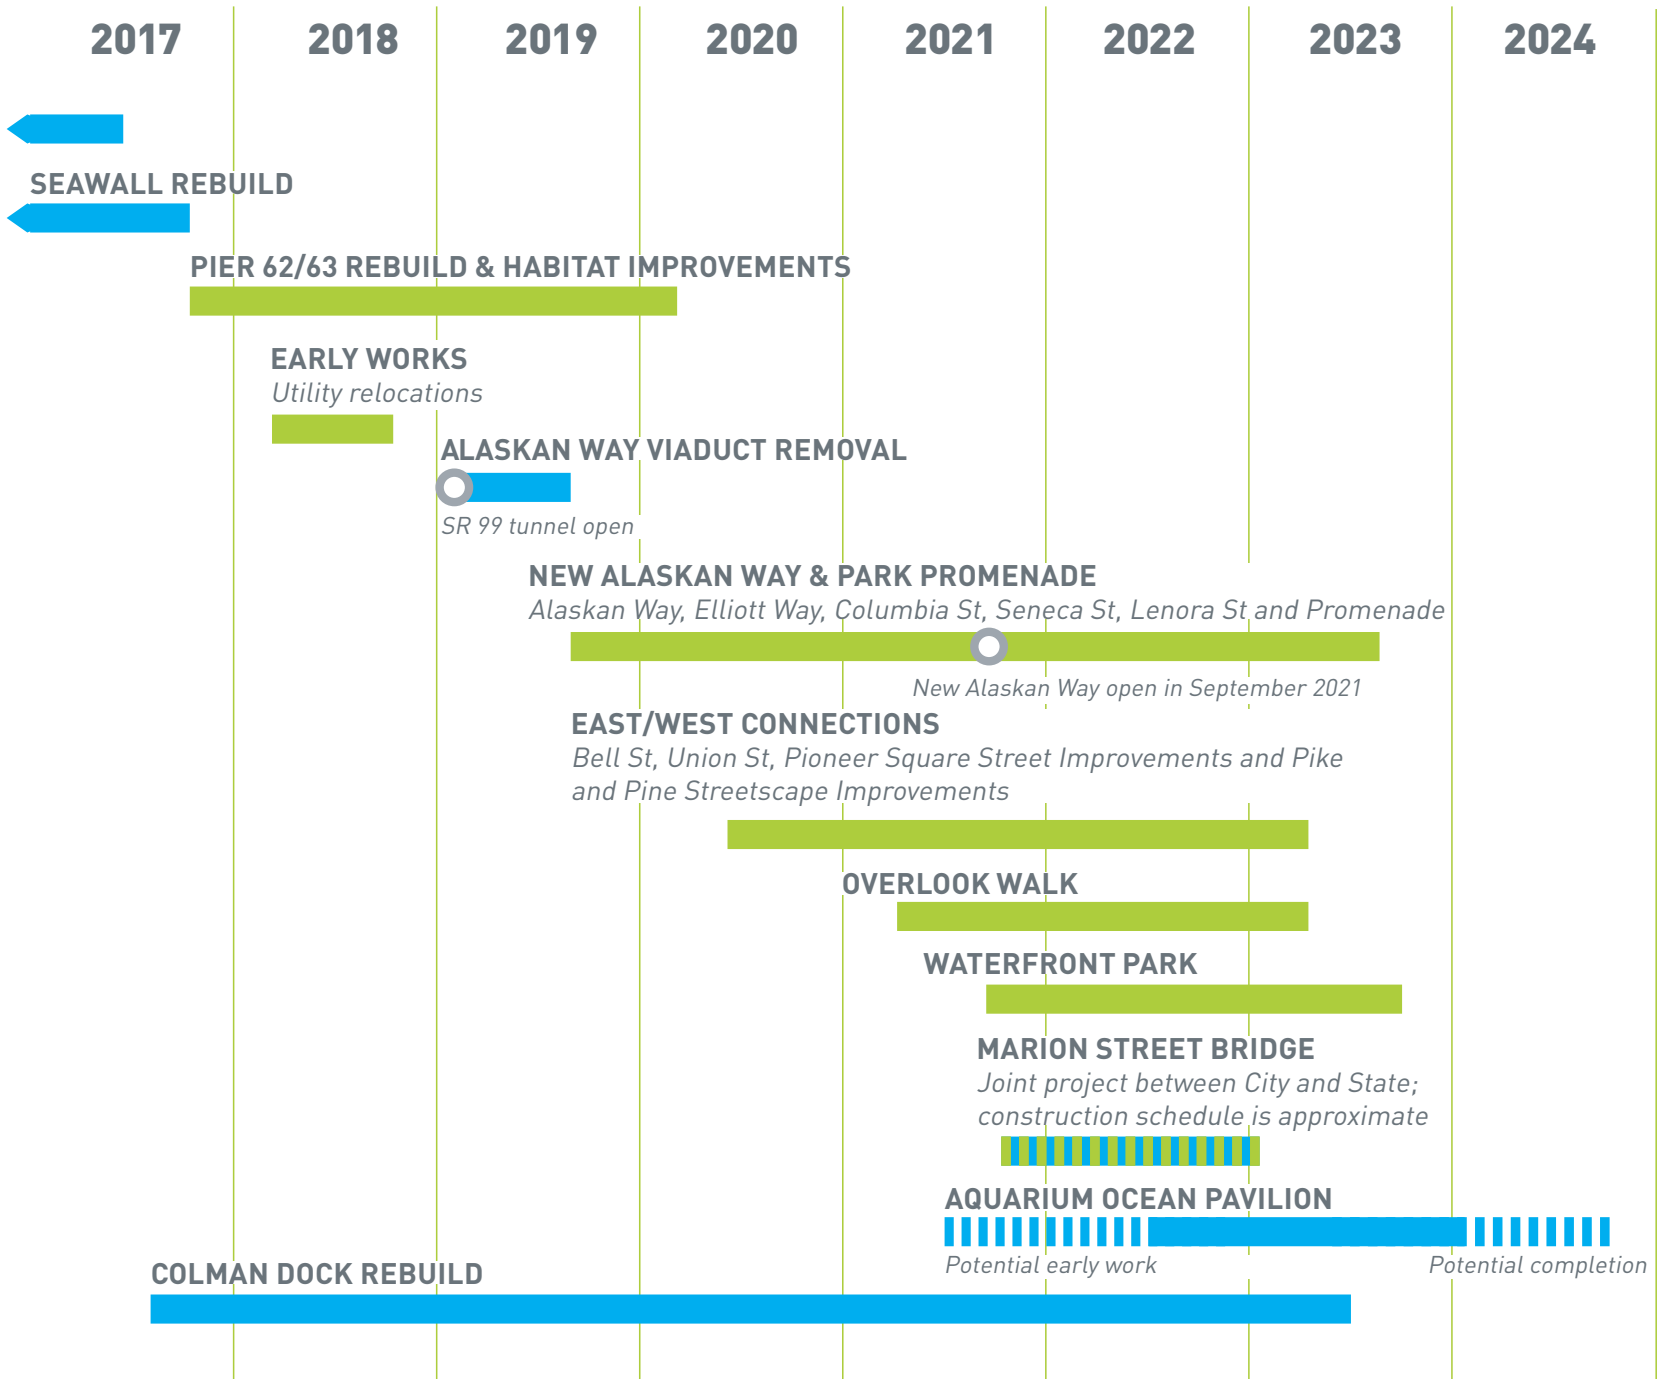 2017 2018 2019 2020 2021 2022 2023 2024
SEAWALL REBUILD
PIER 62/63 REBUILD & HABITAT IMPROVEMENTS
EARLY WORKS
Utility relocations
ALASKAN WAY VIADUCT REMOVAL
SR 99 tunnel open
NEW ALASKAN WAY & PARK PROMENADE
Alaskan Way, Elliott Way, Columbia St, Seneca St, Lenora St and Promenade
New Alaskan Way open in September 2021
EAST/WEST CONNECTIONS
Bell St, Union St, Pioneer Square Street Improvements and Pike
and Pine Streetscape Improvements
OVERLOOK WALK
WATERFRONT PARK
MARION STREET BRIDGE
Joint project between City and State;
construction schedule is approximate
AQUARIUM OCEAN PAVILION
Potential early work
Potential completion
COLMAN DOCK REBUILD